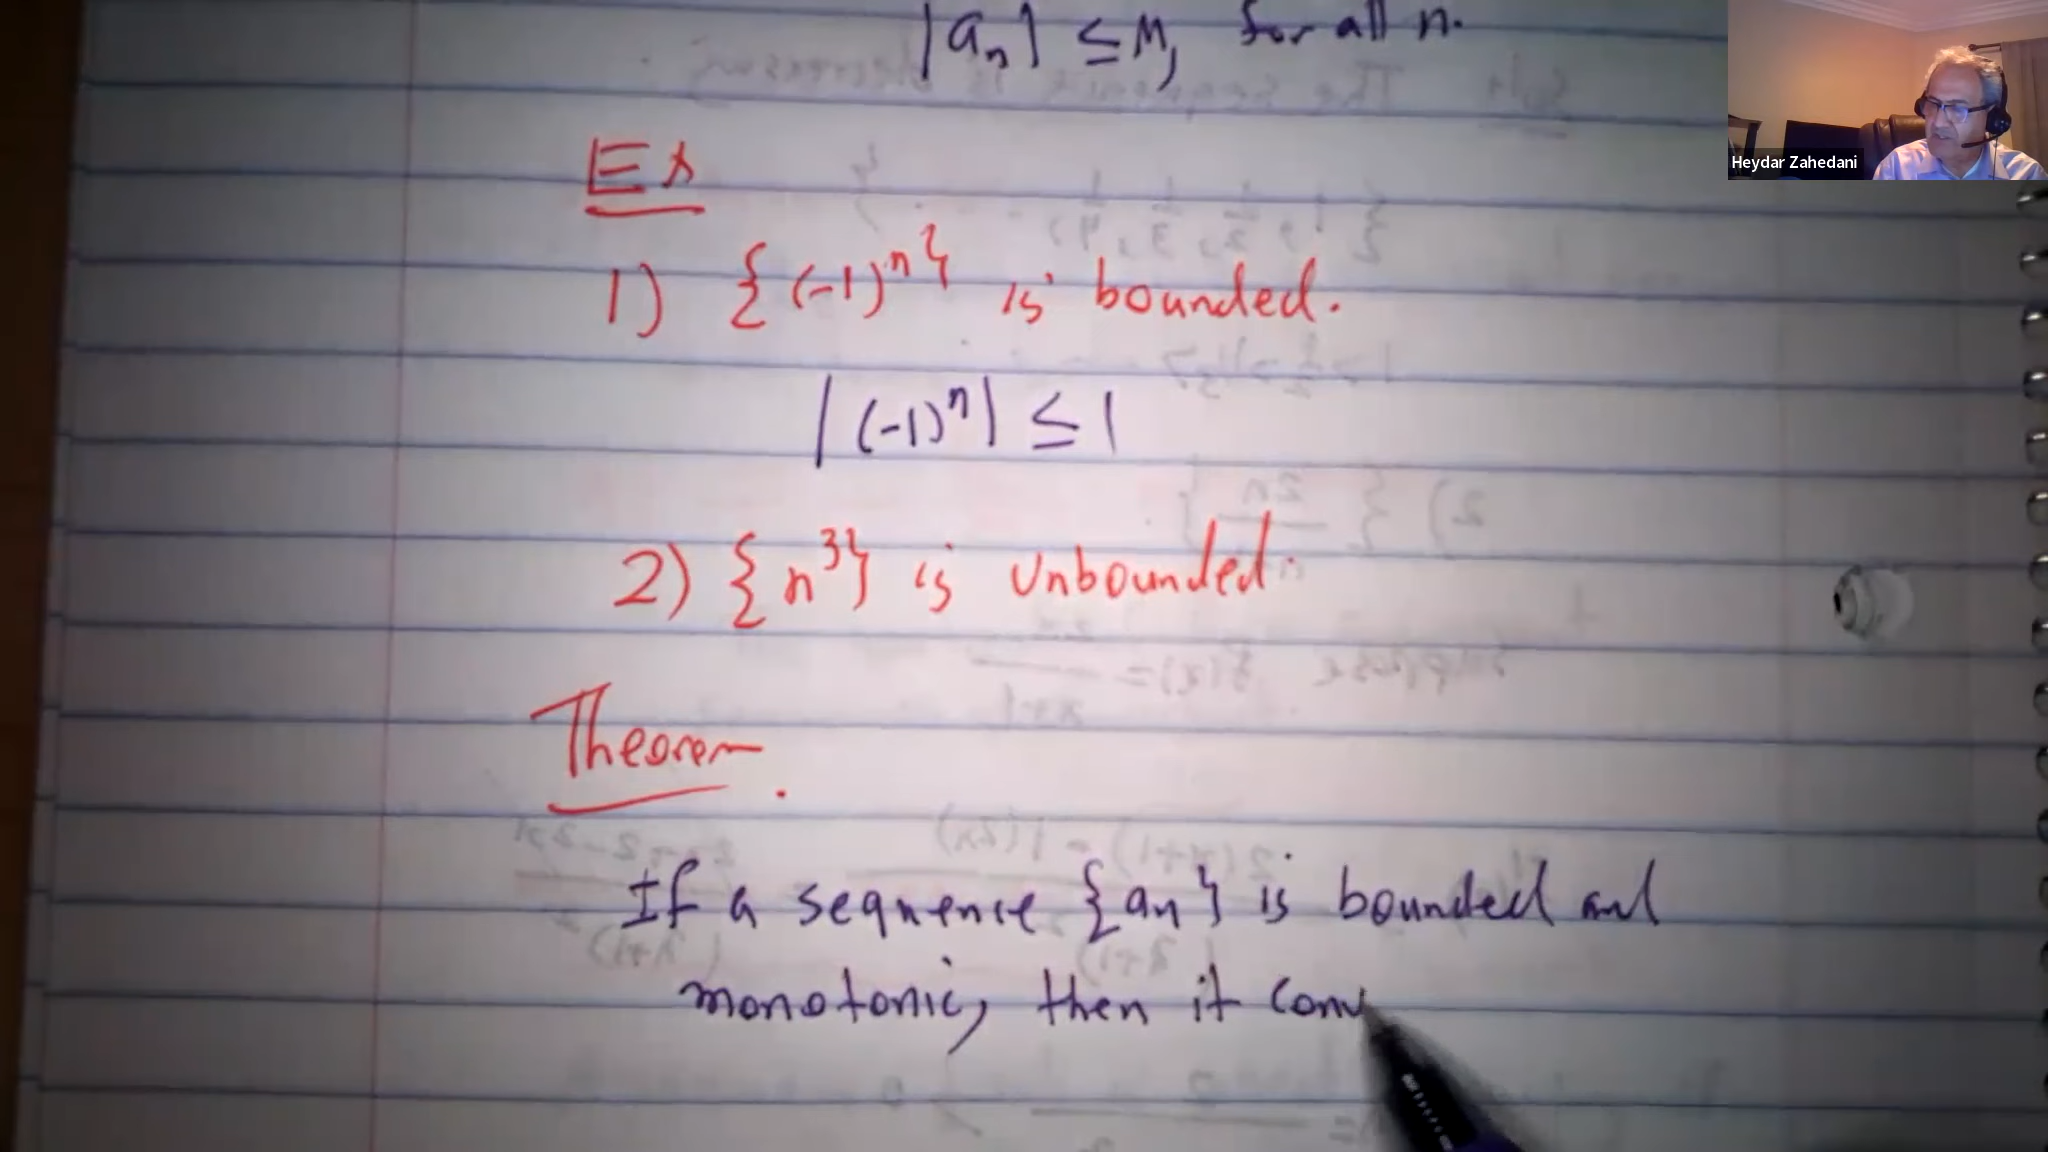 |aₙ| ≤ M, for all n.
Heydar Zahedani
Ex
1) {(-1)ⁿ} is bounded.
|(-1)ⁿ| ≤ 1
2) {n³} is unbounded.
Theorem.
If a sequence {aₙ} is bounded and
monotonic, then it conv